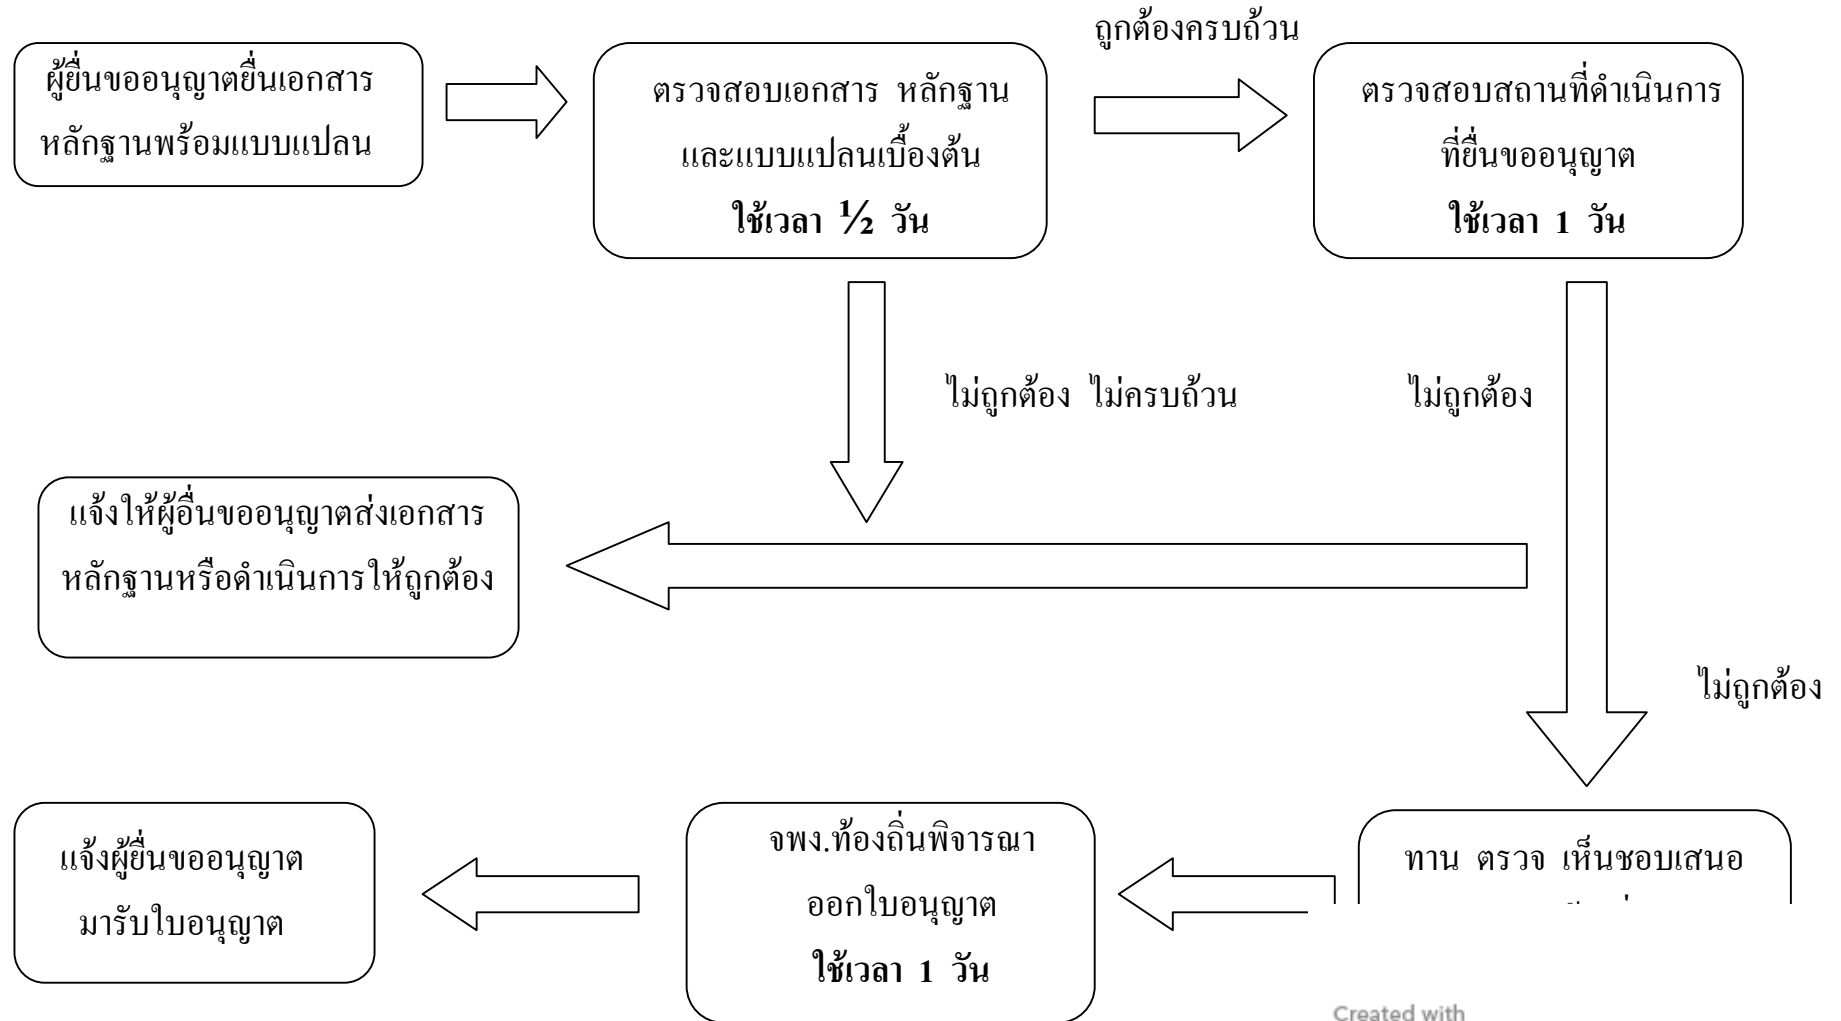 ถูกต้องครบถ้วน
ผู้ยื่นขออนุญาตยื่นเอกสาร
หลักฐานพร้อมแบบแปลน
ตรวจสอบเอกสาร หลักฐาน
และแบบแปลนเบื้องต้น
ใช้เวลา ½ วัน
ตรวจสอบสถานที่ดำเนินการ
ที่ยื่นขออนุญาต
ใช้เวลา 1 วัน
ไม่ถูกต้อง ไม่ครบถ้วน
ไม่ถูกต้อง
แจ้งให้ผู้อื่นขออนุญาตส่งเอกสาร
หลักฐานหรือดำเนินการให้ถูกต้อง
ไม่ถูกต้อง
แจ้งผู้ยื่นขออนุญาต
มารับใบอนุญาต
จพง.ท้องถิ่นพิจารณา
ออกใบอนุญาต
ใช้เวลา 1 วัน
ทาน ตรวจ เห็นชอบเสนอ
Created with